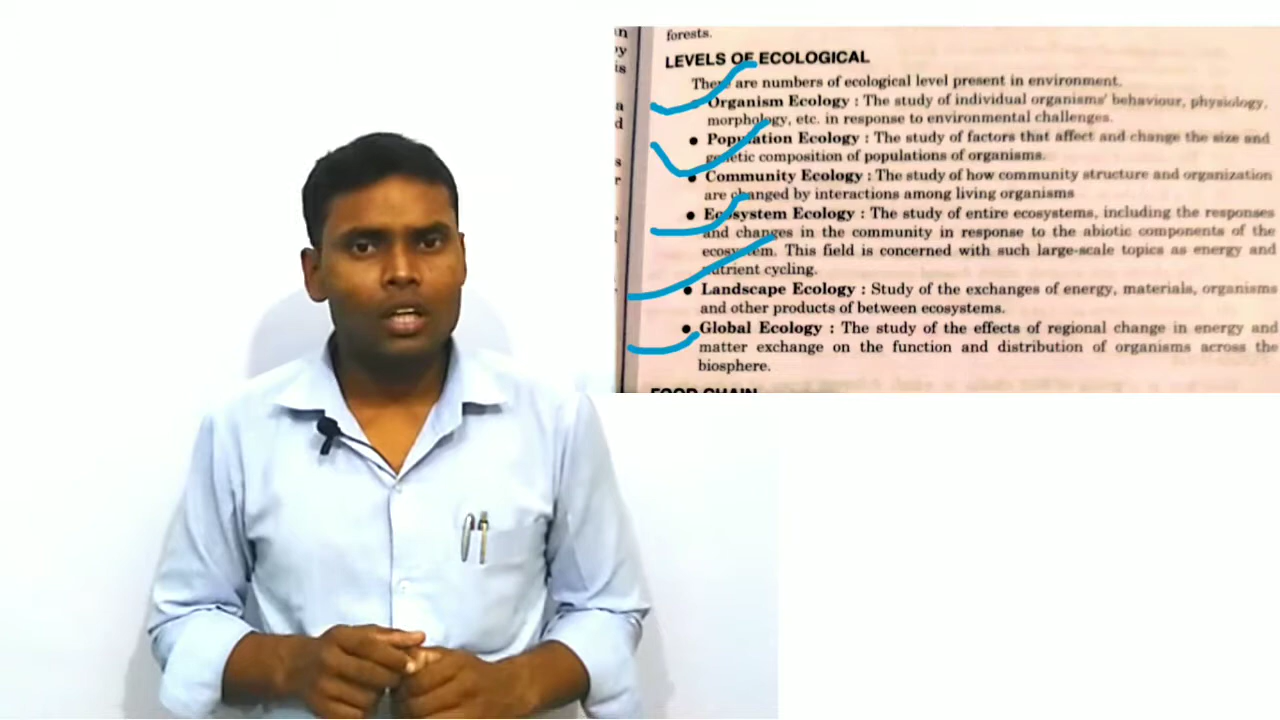 forests.
LEVELS OF ECOLOGICAL
There are numbers of ecological level present in environment.
Organism Ecology : The study of individual organisms' behaviour, physiology,
morphology, etc. in response to environmental challenges.
● Population Ecology : The study of factors that affect and change the size and
genetic composition of populations of organisms.
● Community Ecology : The study of how community structure and organization
are changed by interactions among living organisms
● Ecosystem Ecology : The study of entire ecosystems, including the responses
and changes in the community in response to the abiotic components of the
ecosystem. This field is concerned with such large-scale topics as energy and
nutrient cycling.
● Landscape Ecology : Study of the exchanges of energy, materials, organisms
and other products of between ecosystems.
● Global Ecology : The study of the effects of regional change in energy and
matter exchange on the function and distribution of organisms across the
biosphere.
FOOD CHAIN